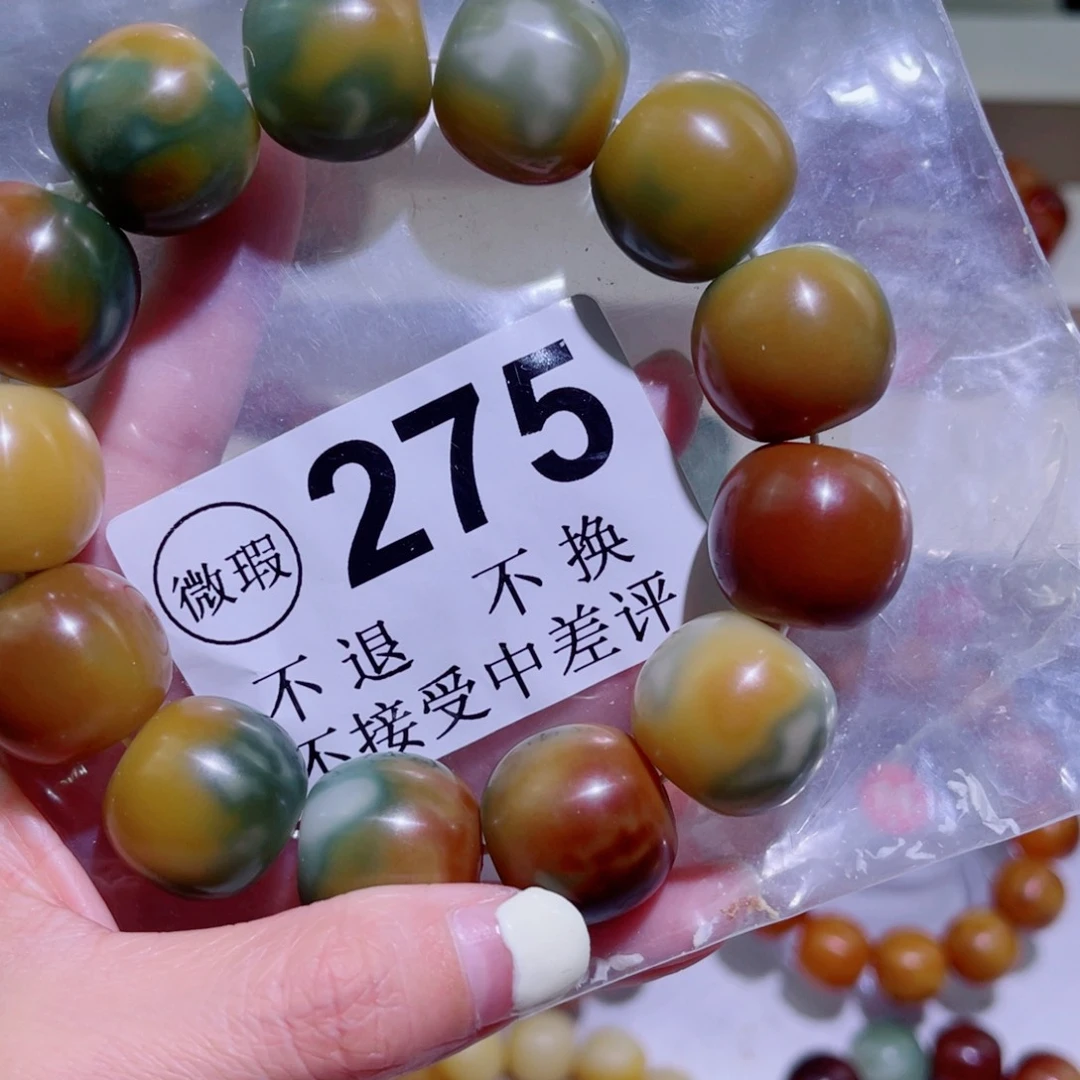 275
微瑕
不退 不换
不接受中差评